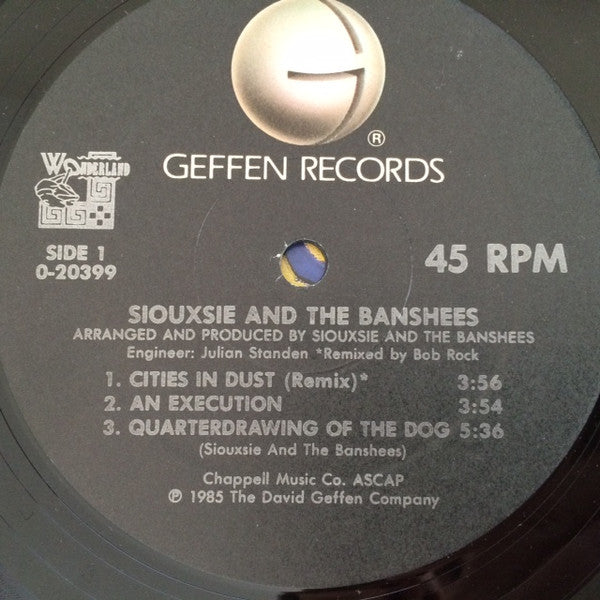 ®
GEFFEN RECORDS
WONDERLAND
SIDE 1
0-20399
45 RPM
SIOUXSIE AND THE BANSHEES
ARRANGED AND PRODUCED BY SIOUXSIE AND THE BANSHEES
Engineer: Julian Standen *Remixed by Bob Rock
1. CITIES IN DUST (Remix)* 3:56
2. AN EXECUTION 3:54
3. QUARTERDRAWING OF THE DOG 5:36
(Siouxsie And The Banshees)
Chappell Music Co. ASCAP
℗ 1985 The David Geffen Company